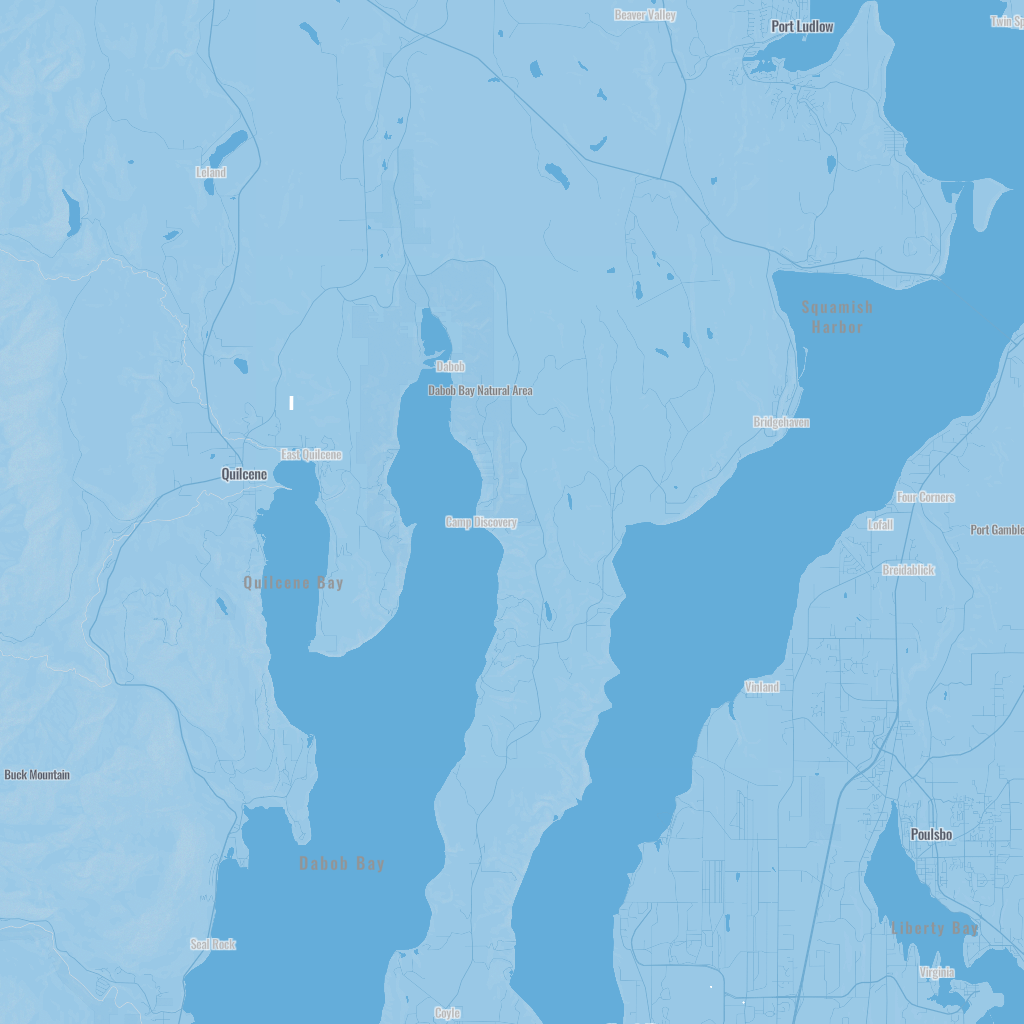 Beaver Valley
Port Ludlow
Twin Sp
Leland
Squamish
Harbor
Dabob
Dabob Bay Natural Area
Bridgehaven
East Quilcene
Quilcene
Four Corners
Camp Discovery
Lofall
Port Gamble
Breidablick
Quilcene Bay
Vinland
Buck Mountain
Poulsbo
Dabob Bay
Liberty Bay
Seal Rock
Virginia
Coyle